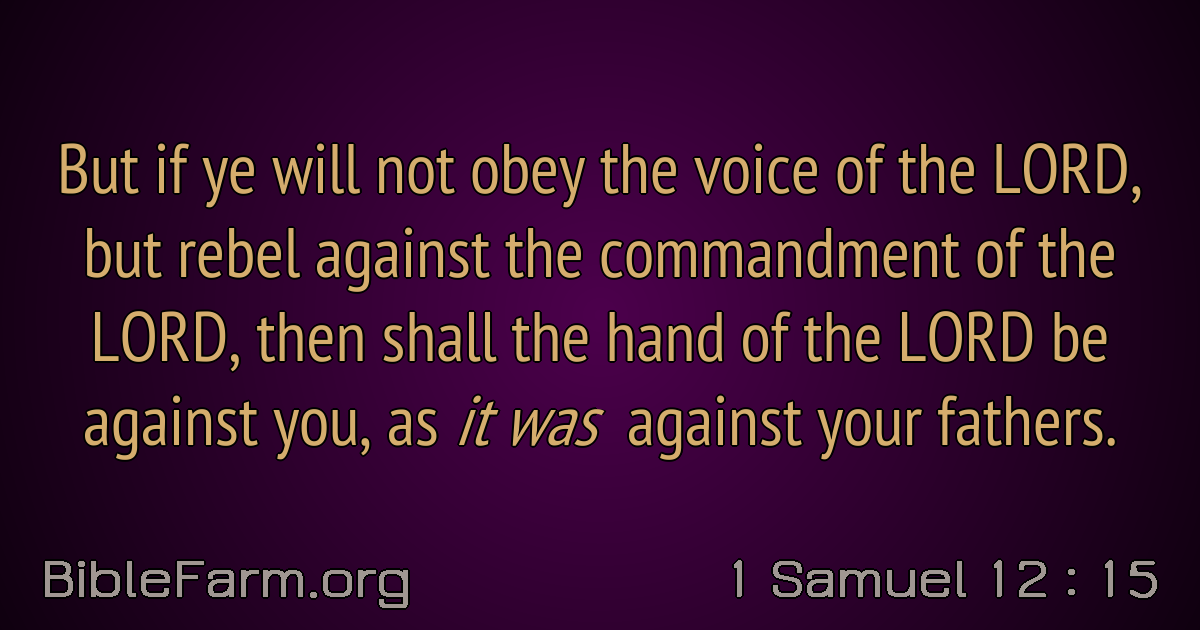 But if ye will not obey the voice of the LORD,
but rebel against the commandment of the
LORD, then shall the hand of the LORD be
against you, as it was against your fathers.
BibleFarm.org
1 Samuel 12 : 15